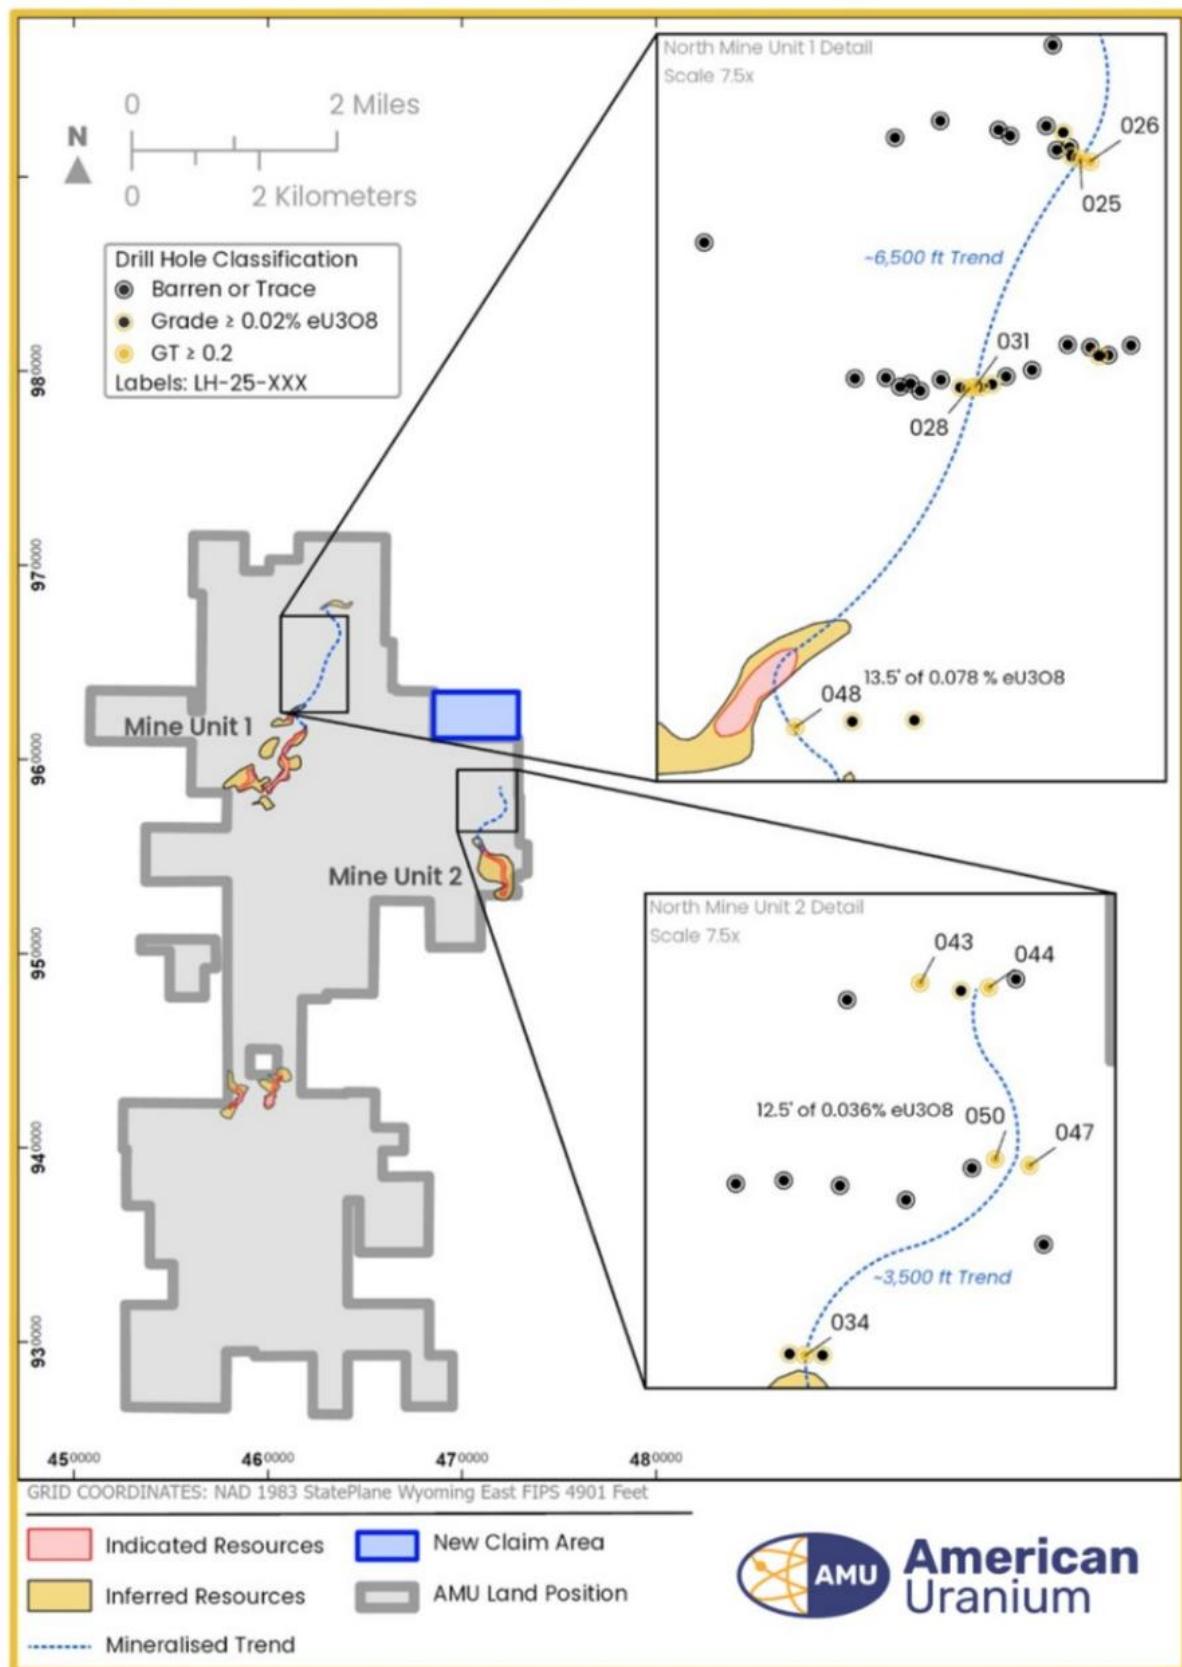 North Mine Unit 1 Detail
Scale 7.5x
0 2 Miles
N
0 2 Kilometers
026
025
Drill Hole Classification
Barren or Trace
Grade ≥ 0.02% eU3O8
GT ≥ 0.2
Labels: LH-25-XXX
~6,500 ft Trend
031
028
980000
970000
960000
950000
940000
930000
048
13.5' of 0.078 % eU3O8
Mine Unit 1
Mine Unit 2
North Mine Unit 2 Detail
Scale 7.5x
043
044
12.5' of 0.036% eU3O8
050
047
~3,500 ft Trend
034
450000 460000 470000 480000
GRID COORDINATES: NAD 1983 StatePlane Wyoming East FIPS 4901 Feet
Indicated Resources
New Claim Area
Inferred Resources
AMU Land Position
Mineralised Trend
AMU
American
Uranium